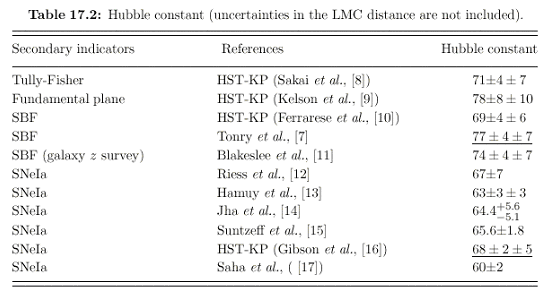 Table 17.2: Hubble constant (uncertainties in the LMC distance are not included).
Secondary indicators References Hubble constant
Tully-Fisher HST-KP (Sakai et al., [8]) 71±4 ± 7
Fundamental plane HST-KP (Kelson et al., [9]) 78±8 ± 10
SBF HST-KP (Ferrarese et al., [10]) 69±4 ± 6
SBF Tonry et al., [7] 77 ± 4 ± 7
SBF (galaxy z survey) Blakeslee et al., [11] 74 ± 4 ± 7
SNeIa Riess et al., [12] 67±7
SNeIa Hamuy et al., [13] 63±3 ± 3
SNeIa Jha et al., [14] 64.4+5.6−5.1
SNeIa Suntzeff et al., [15] 65.6±1.8
SNeIa HST-KP (Gibson et al., [16]) 68 ± 2 ± 5
SNeIa Saha et al., ( [17]) 60±2